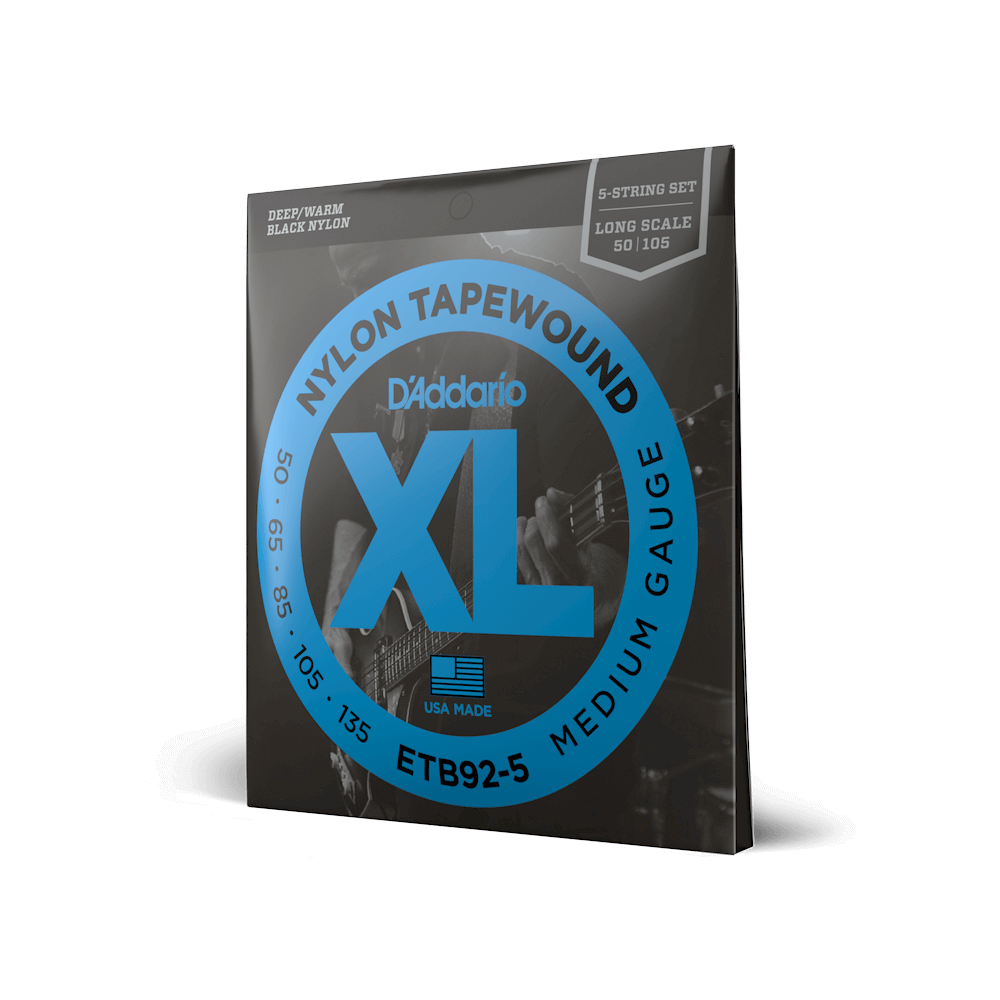 DEEP/WARM
BLACK NYLON
5-STRING SET
LONG SCALE
50 | 105
NYLON TAPEWOUND
D'Addario
XL
USA MADE
50 · 65 · 85 · 105 · 135
ETB92-5
MEDIUM GAUGE